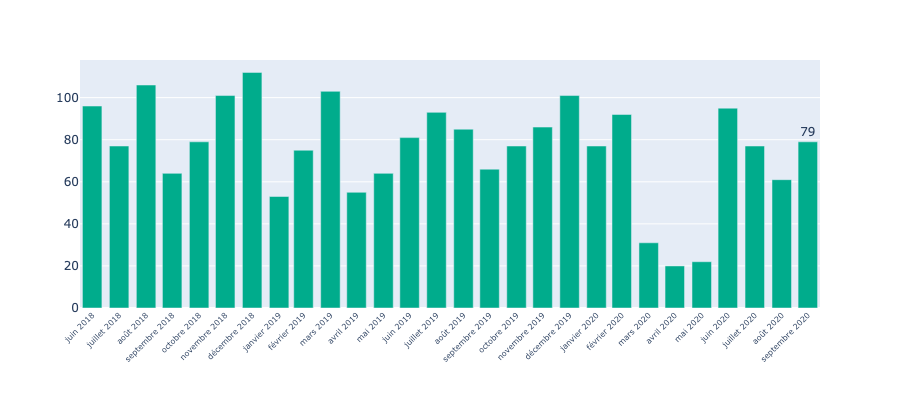 100
80
60
40
20
0
79
juin 2018
juillet 2018
août 2018
septembre 2018
octobre 2018
novembre 2018
décembre 2018
janvier 2019
février 2019
mars 2019
avril 2019
mai 2019
juin 2019
juillet 2019
août 2019
septembre 2019
octobre 2019
novembre 2019
décembre 2019
janvier 2020
février 2020
mars 2020
avril 2020
mai 2020
juin 2020
juillet 2020
août 2020
septembre 2020